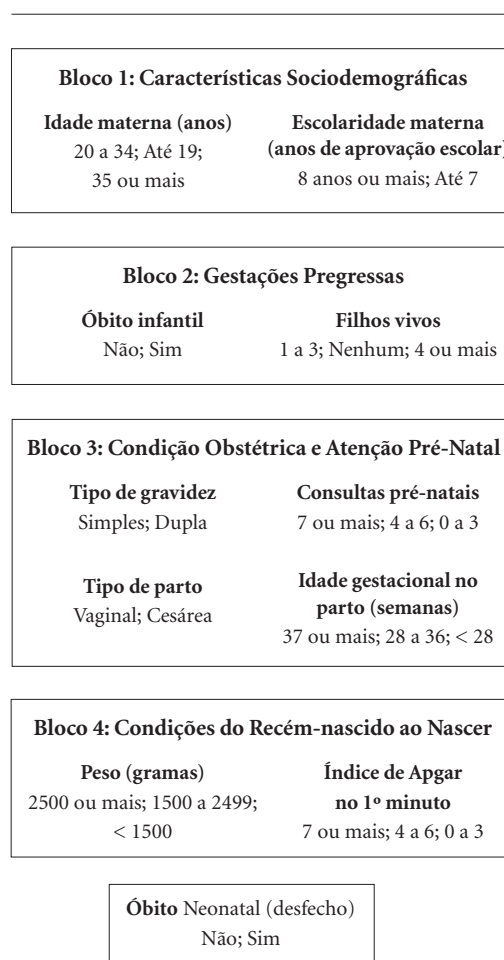 Bloco 1: Características Sociodemográficas
Idade materna (anos)
20 a 34; Até 19;
35 ou mais
Escolaridade materna
(anos de aprovação escolar)
8 anos ou mais; Até 7
Bloco 2: Gestações Pregressas
Óbito infantil
Não; Sim
Filhos vivos
1 a 3; Nenhum; 4 ou mais
Bloco 3: Condição Obstétrica e Atenção Pré-Natal
Tipo de gravidez
Simples; Dupla
Consultas pré-natais
7 ou mais; 4 a 6; 0 a 3
Tipo de parto
Vaginal; Cesárea
Idade gestacional no
parto (semanas)
37 ou mais; 28 a 36; < 28
Bloco 4: Condições do Recém-nascido ao Nascer
Peso (gramas)
2500 ou mais; 1500 a 2499;
< 1500
Índice de Apgar
no 1º minuto
7 ou mais; 4 a 6; 0 a 3
Óbito Neonatal (desfecho)
Não; Sim